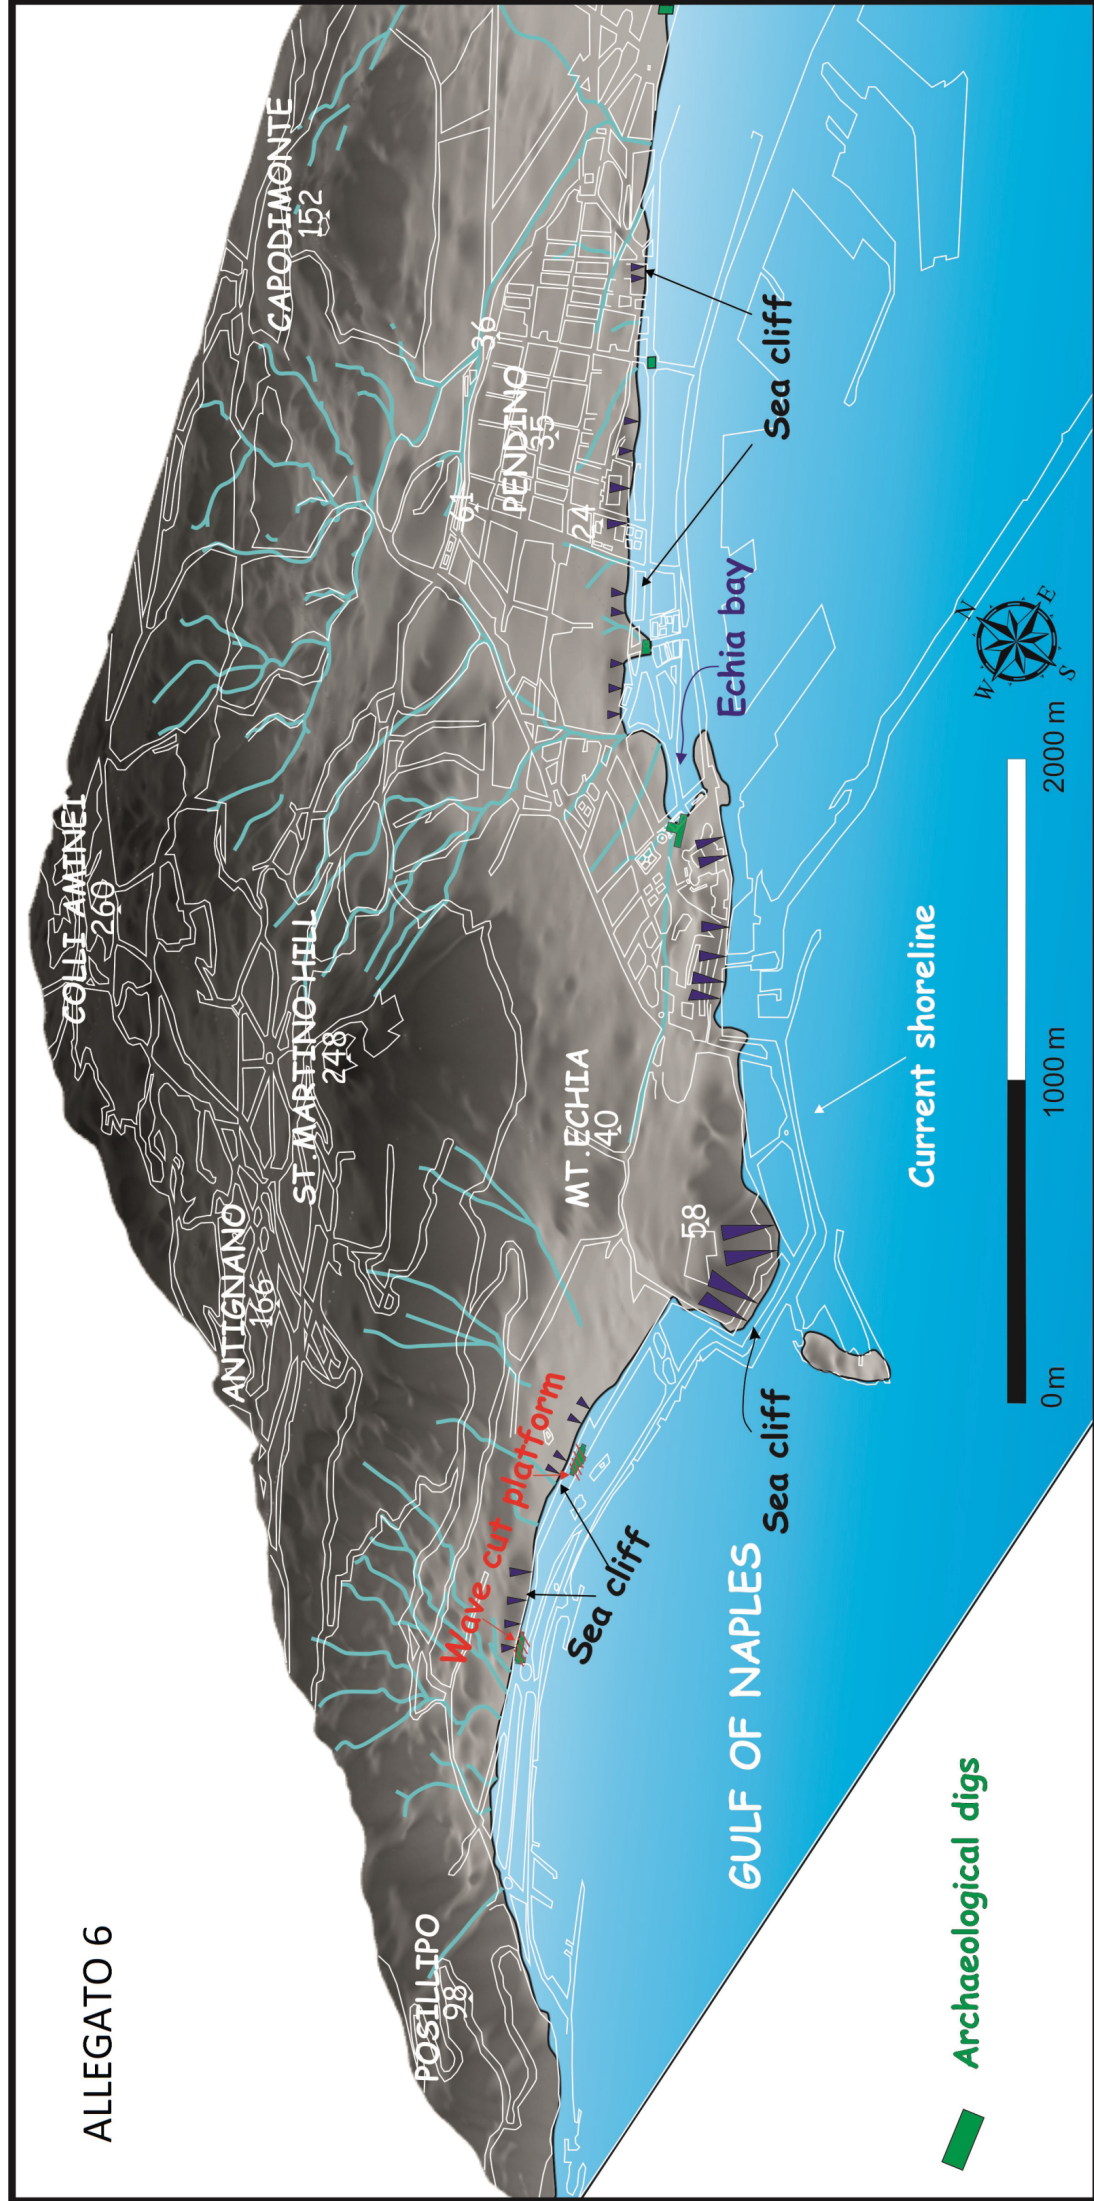 ALLEGATO 6
COLLI AMINEI
260
CAPODIMONTE
152
ANTIGNANO
166
ST.MARTINO HILL
248
POSILLIPO
98
61
36
PENDINO
35
24
MT.ECHIA
40
58
Wave cut platform
Sea cliff
Sea cliff
Sea cliff
Echia bay
GULF OF NAPLES
Current shoreline
N
E
S
W
0m
1000 m
2000 m
Archaeological digs